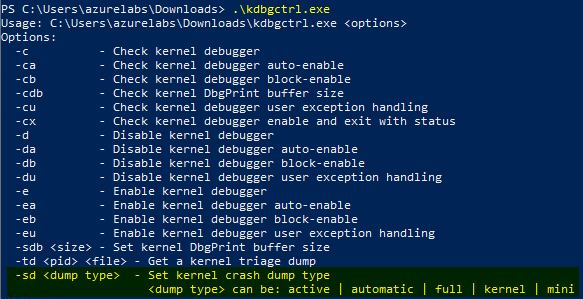 PS C:\Users\azurelabs\Downloads> .\kdbgctrl.exe
Usage: C:\Users\azurelabs\Downloads\kdbgctrl.exe <options>
Options:
-c - Check kernel debugger
-ca - Check kernel debugger auto-enable
-cb - Check kernel debugger block-enable
-cdb - Check kernel DbgPrint buffer size
-cu - Check kernel debugger user exception handling
-cx - Check kernel debugger enable and exit with status
-d - Disable kernel debugger
-da - Disable kernel debugger auto-enable
-db - Disable kernel debugger block-enable
-du - Disable kernel debugger user exception handling
-e - Enable kernel debugger
-ea - Enable kernel debugger auto-enable
-eb - Enable kernel debugger block-enable
-eu - Enable kernel debugger user exception handling
-sdb <size> - Set kernel DbgPrint buffer size
-td <pid> <file> - Get a kernel triage dump
-sd <dump type> - Set kernel crash dump type
<dump type> can be: active | automatic | full | kernel | mini